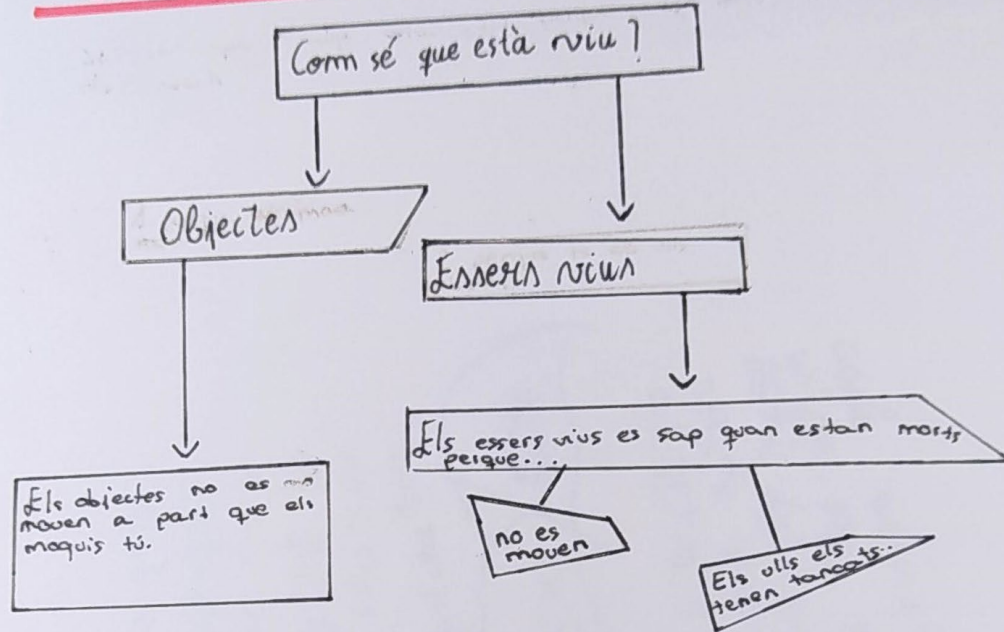 Com sé que està viu?
Objectes
Essers vius
Els essers vius es sap quan estan morts
perque...
Els objectes no es
mouen a part que els
moguis tú.
no es
mouen
Els ulls els
tenen tancats..